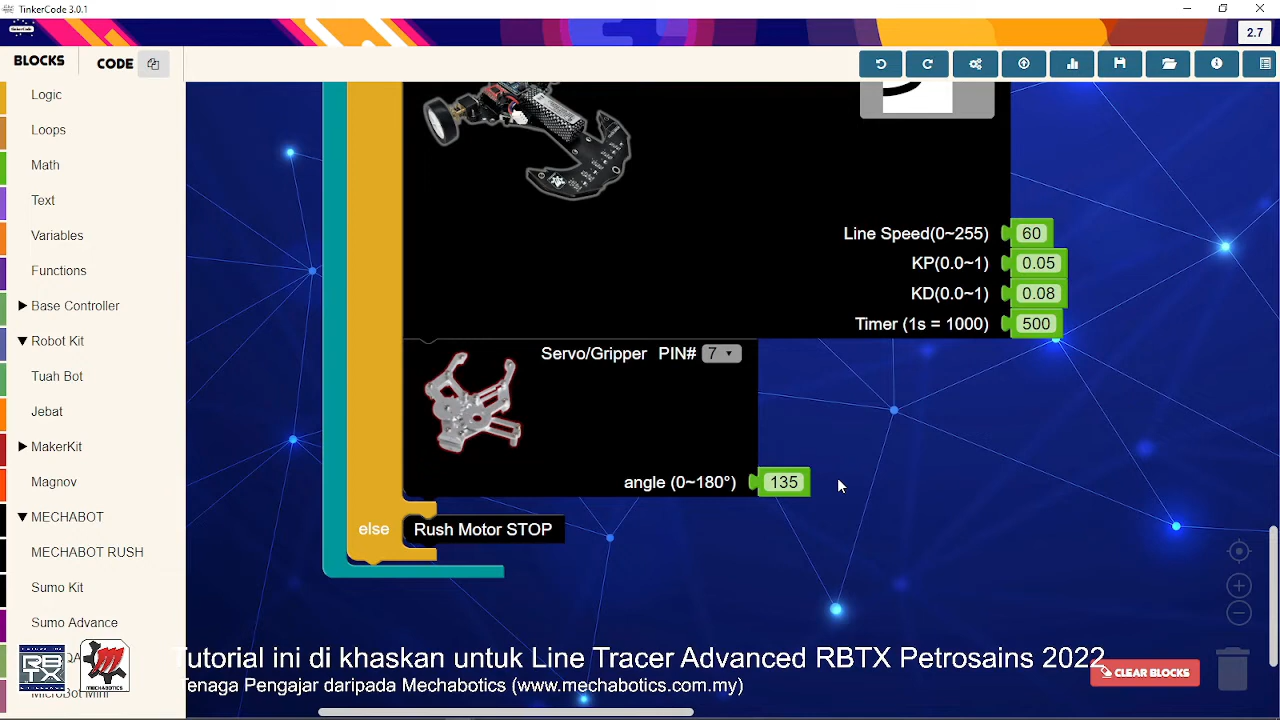 TinkerCode 3.0.1
2.7
BLOCKS
CODE
Logic
Loops
Math
Text
Variables
Functions
Base Controller
Robot Kit
Tuah Bot
Jebat
MakerKit
Magnov
MECHABOT
MECHABOT RUSH
Sumo Kit
Sumo Advance
Line Speed(0~255) 60
KP(0.0~1) 0.05
KD(0.0~1) 0.08
Timer (1s = 1000) 500
Servo/Gripper PIN# 7
angle (0~180°) 135
else Rush Motor STOP
RBTX
MECHABOTICS
Tutorial ini di khaskan untuk Line Tracer Advanced RBTX Petrosains 2022
Tenaga Pengajar daripada Mechabotics (www.mechabotics.com.my)
CLEAR BLOCKS